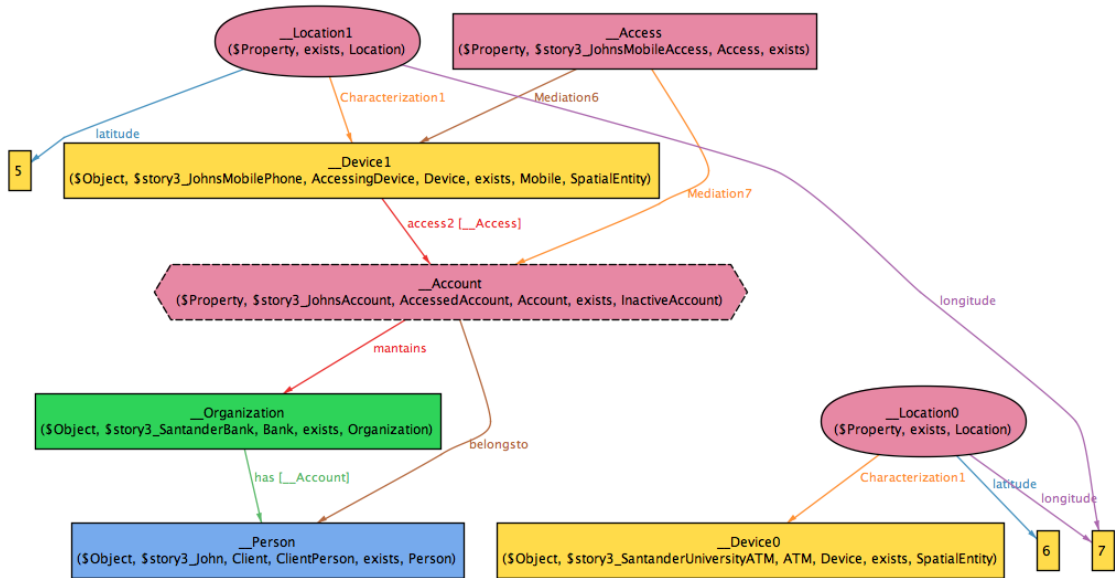 __Location1
($Property, exists, Location)
__Access
($Property, $story3_JohnsMobileAccess, Access, exists)
Characterization1
Mediation6
latitude
5
__Device1
($Object, $story3_JohnsMobilePhone, AccessingDevice, Device, exists, Mobile, SpatialEntity)
Mediation7
access2 [__Access]
__Account
($Property, $story3_JohnsAccount, AccessedAccount, Account, exists, InactiveAccount)
longitude
mantains
__Organization
($Object, $story3_SantanderBank, Bank, exists, Organization)
__Location0
($Property, exists, Location)
belongsto
has [__Account]
Characterization1
latitude
longitude
__Person
($Object, $story3_John, Client, ClientPerson, exists, Person)
__Device0
($Object, $story3_SantanderUniversityATM, ATM, Device, exists, SpatialEntity)
6
7